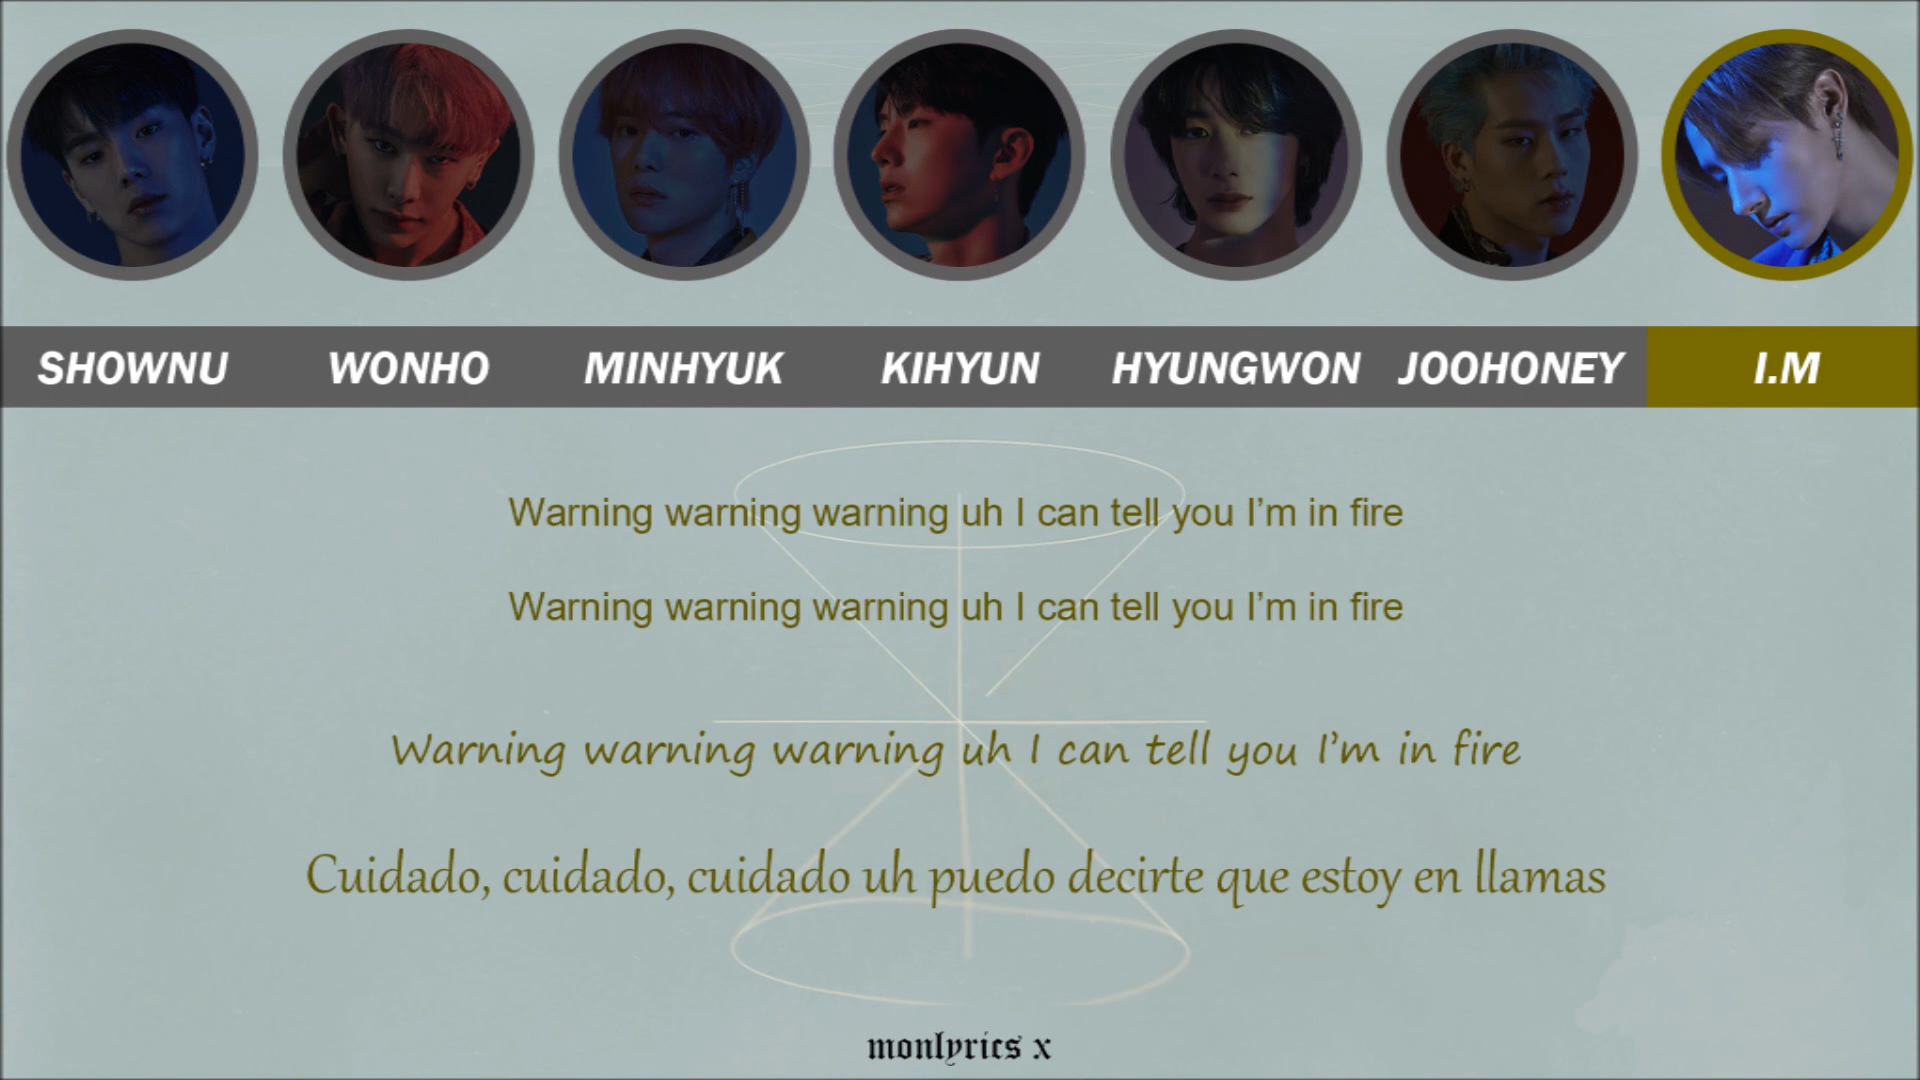 SHOWNU WONHO MINHYUK KIHYUN HYUNGWON JOOHONEY I.M
Warning warning warning uh I can tell you I’m in fire
Warning warning warning uh I can tell you I’m in fire
Warning warning warning uh I can tell you I’m in fire
Cuidado, cuidado, cuidado uh puedo decirte que estoy en llamas
monlyrics x